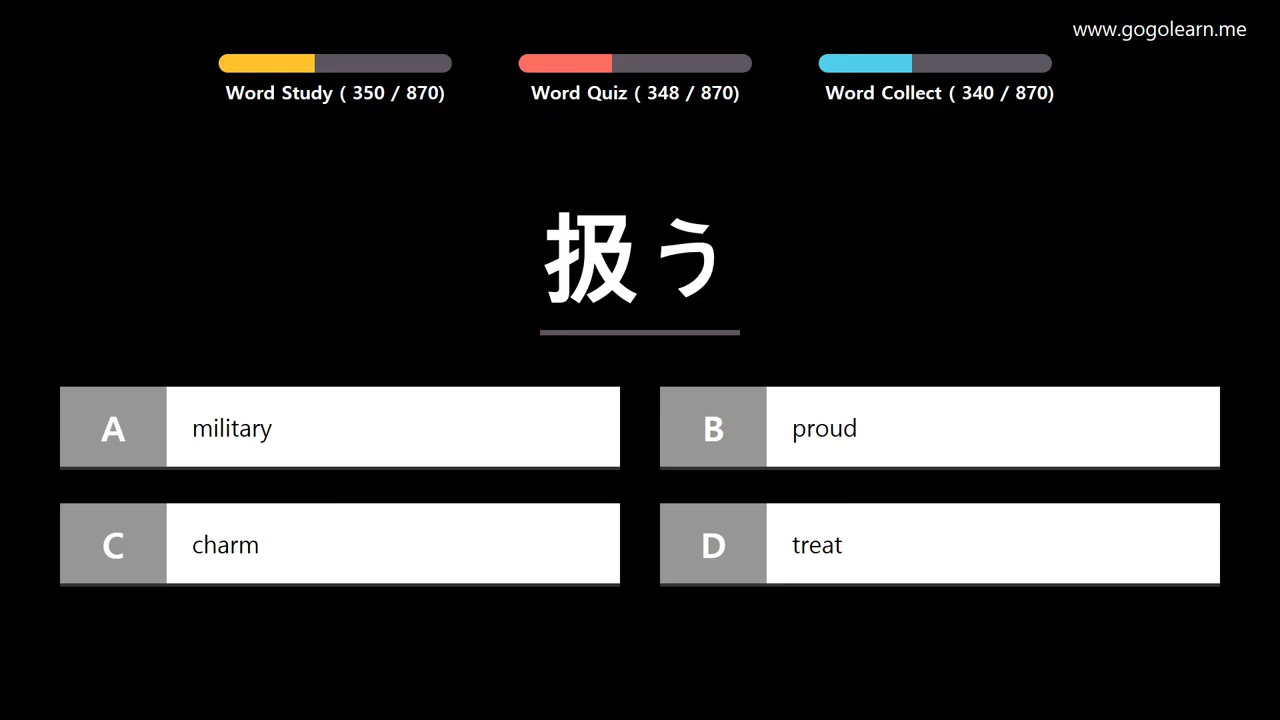 www.gogolearn.me
Word Study ( 350 / 870)
Word Quiz ( 348 / 870)
Word Collect ( 340 / 870)
扱う
A military
B proud
C charm
D treat